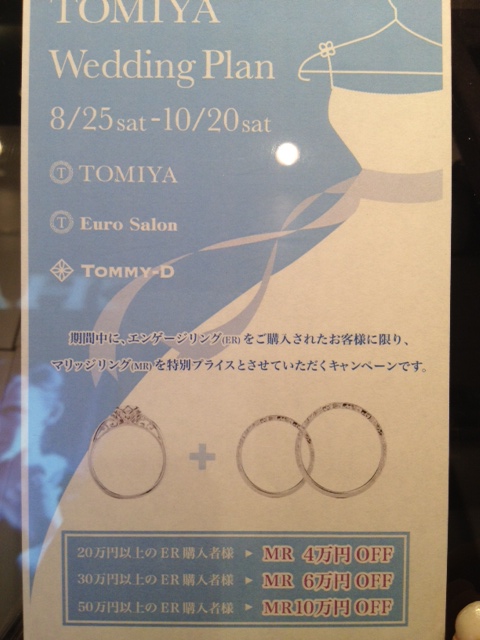 TOMIYA
Wedding Plan
8/25sat-10/20sat
T TOMIYA
T Euro Salon
TOMMY-D
期間中に、エンゲージリング(ER)をご購入されたお客様に限り、
マリッジリング(MR)を特別プライスとさせていただくキャンペーンです。
+
20万円以上のER購入者様 ▶ MR 4万円OFF
30万円以上のER購入者様 ▶ MR 6万円OFF
50万円以上のER購入者様 ▶ MR10万円OFF